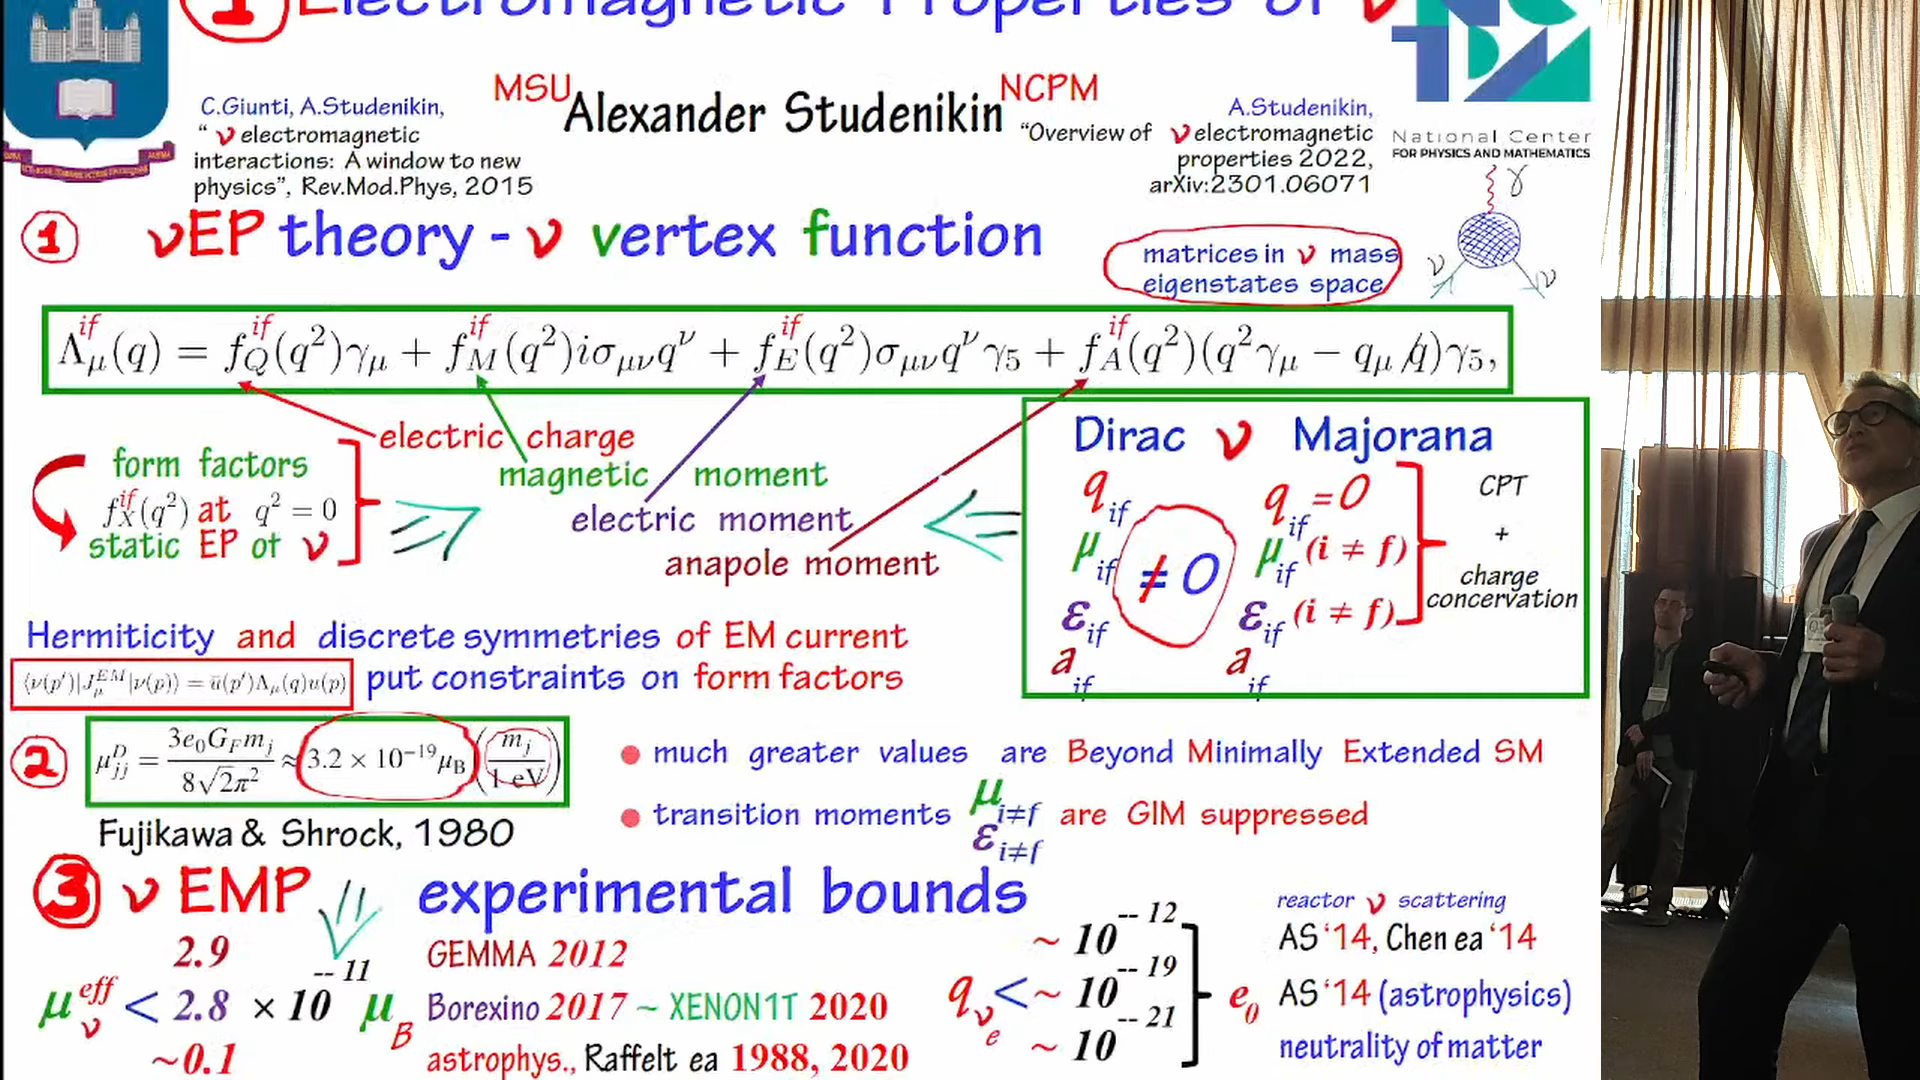 1 Electromagnetic Properties of ν
MSU Alexander Studenikin NCPM
C.Giunti, A.Studenikin,
“ ν electromagnetic
interactions: A window to new
physics”, Rev.Mod.Phys, 2015
A.Studenikin,
“Overview of ν electromagnetic
properties 2022,
arXiv:2301.06071
National Center
FOR PHYSICS AND MATHEMATICS
γ
ν ν
1 νEP theory - ν vertex function
matrices in ν mass
eigenstates space
Λ_μ^{if}(q) = f_Q^{if}(q²)γ_μ + f_M^{if}(q²)iσ_{μν}q^ν + f_E^{if}(q²)σ_{μν}q^νγ_5 + f_A^{if}(q²)(q²γ_μ − q_μ q̸)γ_5,
electric charge
magnetic moment
electric moment
anapole moment
form factors
f_X^{if}(q²) at q² = 0
static EP of ν
Dirac ν Majorana
q_{if} q_{if} = 0
μ_{if} μ_{if} (i ≠ f)
≠ 0
ε_{if} ε_{if} (i ≠ f)
a_{if} a_{if}
CPT
+
charge
concervation
Hermiticity and discrete symmetries of EM current
⟨ν(p′)|J_μ^{EM}|ν(p)⟩ = ū(p′)Λ_μ(q)u(p) put constraints on form factors
2 μ_{jj}^D = 3e_0G_Fm_j / 8√2π² ≈ 3.2 × 10^{−19}μ_B (m_j / 1 eV)
Fujikawa & Shrock, 1980
• much greater values are Beyond Minimally Extended SM
• transition moments μ_{i≠f} are GIM suppressed
ε_{i≠f}
3 ν EMP experimental bounds
2.9
μ_ν^{eff} < 2.8 × 10^{-- 11} μ_B
~0.1
GEMMA 2012
Borexino 2017 ~ XENON1T 2020
astrophys., Raffelt ea 1988, 2020
~ 10^{-- 12}
q_{ν_e} < ~ 10^{-- 19} e_0
~ 10^{-- 21}
reactor ν scattering
AS ‘14, Chen ea ‘14
AS ‘14 (astrophysics)
neutrality of matter